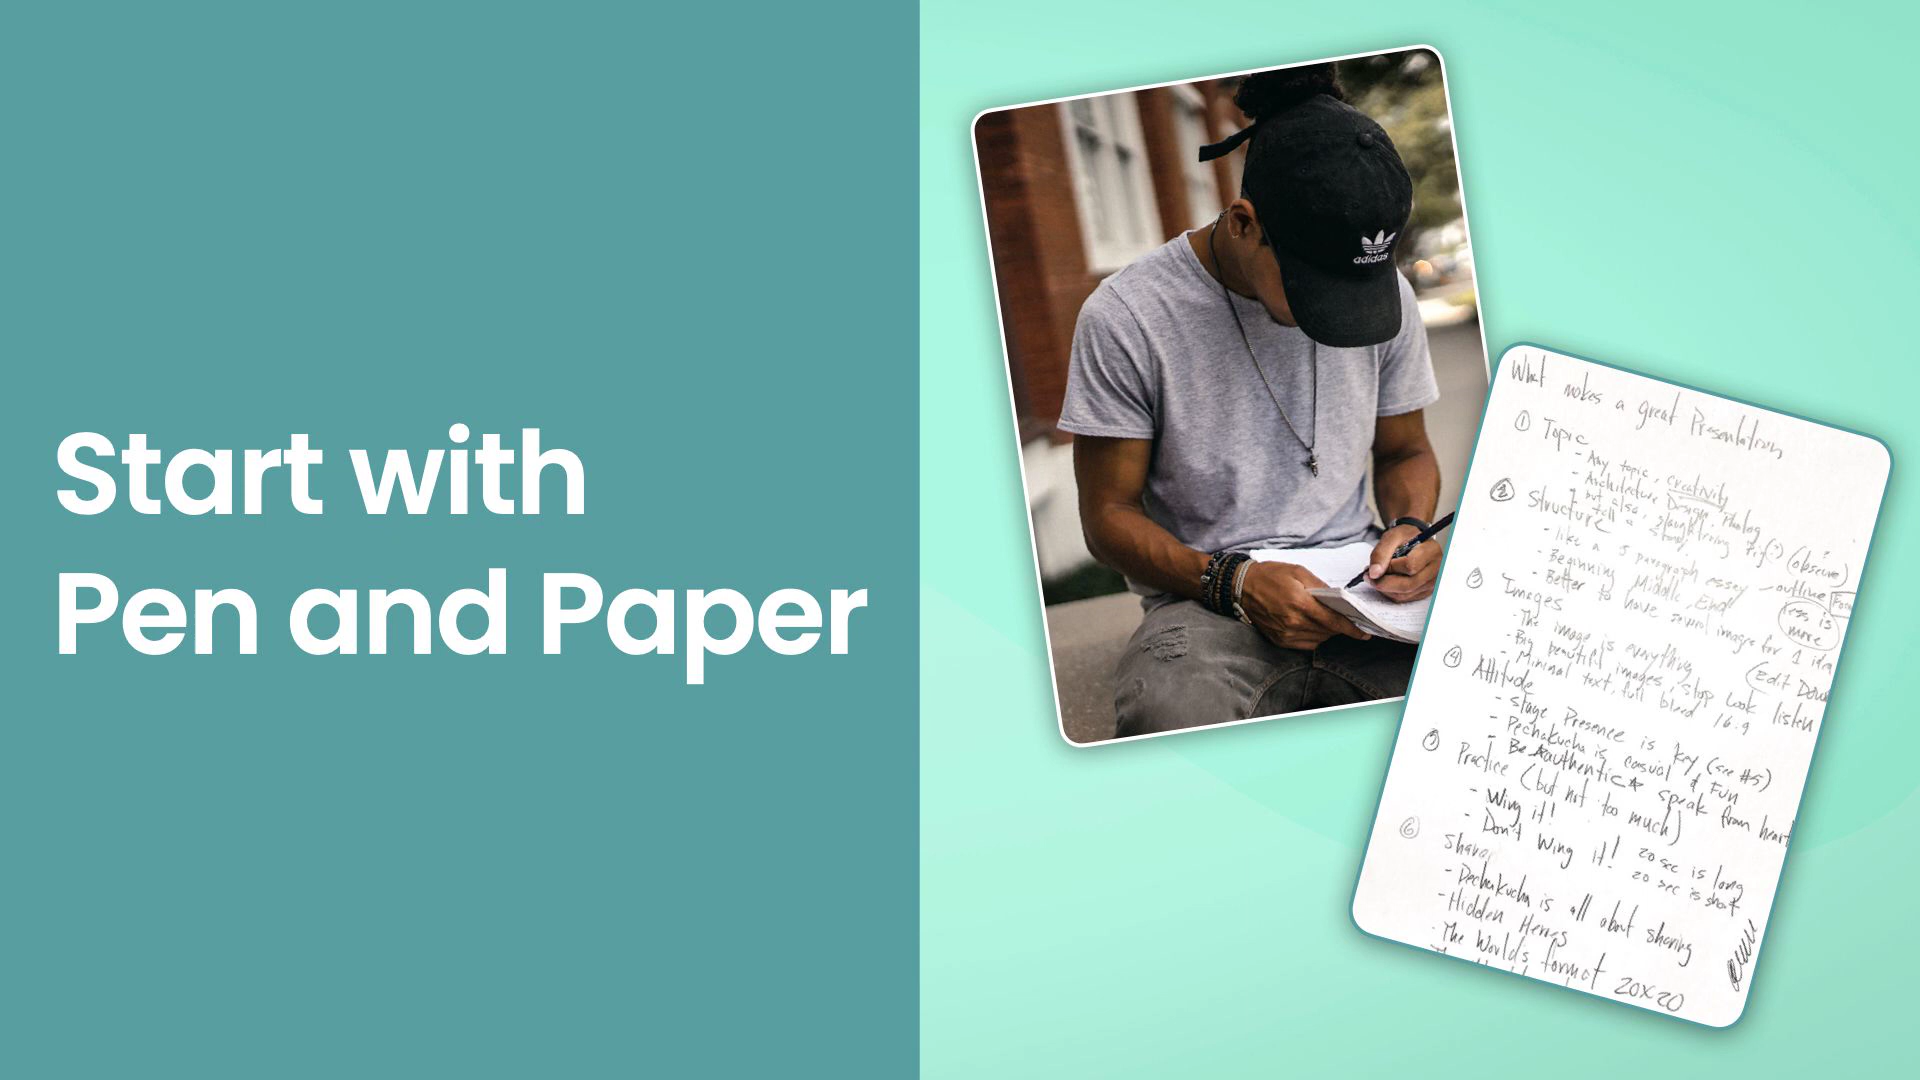 Start with
Pen and Paper
adidas
What makes a great Presentation
① Topic
- Any topic, creativity
- Architecture, Design, Photog
- but also, slaughtering Pig(?) (obscure)
- tell a story
② Structure
- like a 5 paragraph essay - outline
- Beginning Middle, End
- Better to have several images for 1 idea
less is
more
③ Images
- The image is everything (Edit Down
- Big beautiful images, stop look listen
- Minimal text, full bleed 16:9
④ Attitude
- Stage Presence is key (see #5)
- Pechakucha is casual & Fun
- Be authentic speak from heart
⑤ Practice (but not too much)
- Wing it!
- Don't Wing it! 20 sec is long
20 sec is short
⑥
- Pechakucha is all about sharing
- Hidden Heroes
- The Worlds format 20x20